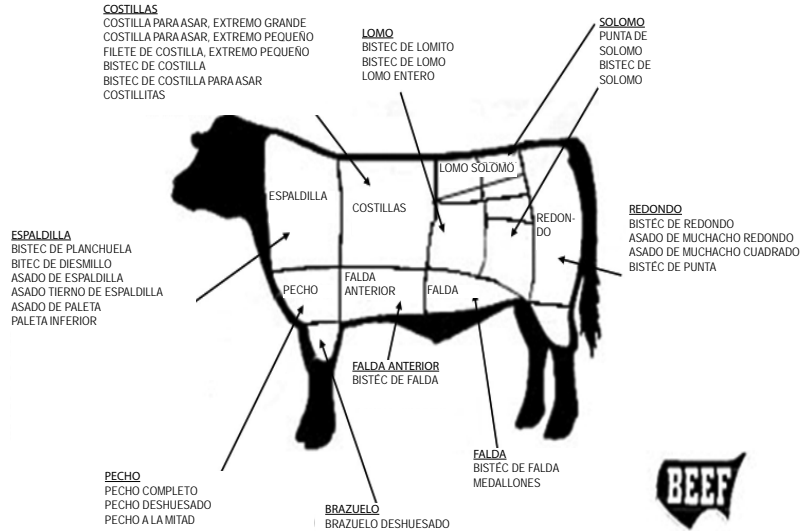 COSTILLAS
COSTILLA PARA ASAR, EXTREMO GRANDE
COSTILLA PARA ASAR, EXTREMO PEQUEÑO
FILETE DE COSTILLA, EXTREMO PEQUEÑO
BISTEC DE COSTILLA
BISTEC DE COSTILLA PARA ASAR
COSTILLITAS
LOMO
BISTEC DE LOMITO
BISTEC DE LOMO
LOMO ENTERO
SOLOMO
PUNTA DE
SOLOMO
BISTEC DE
SOLOMO
LOMO SOLOMO
ESPALDILLA
COSTILLAS
REDON-
DO
PECHO
FALDA
ANTERIOR
FALDA
ESPALDILLA
BISTEC DE PLANCHUELA
BITEC DE DIESMILLO
ASADO DE ESPALDILLA
ASADO TIERNO DE ESPALDILLA
ASADO DE PALETA
PALETA INFERIOR
REDONDO
BISTÉC DE REDONDO
ASADO DE MUCHACHO REDONDO
ASADO DE MUCHACHO CUADRADO
BISTÉC DE PUNTA
FALDA ANTERIOR
BISTÉC DE FALDA
FALDA
BISTÉC DE FALDA
MEDALLONES
PECHO
PECHO COMPLETO
PECHO DESHUESADO
PECHO A LA MITAD
BRAZUELO
BRAZUELO DESHUESADO
BEEF